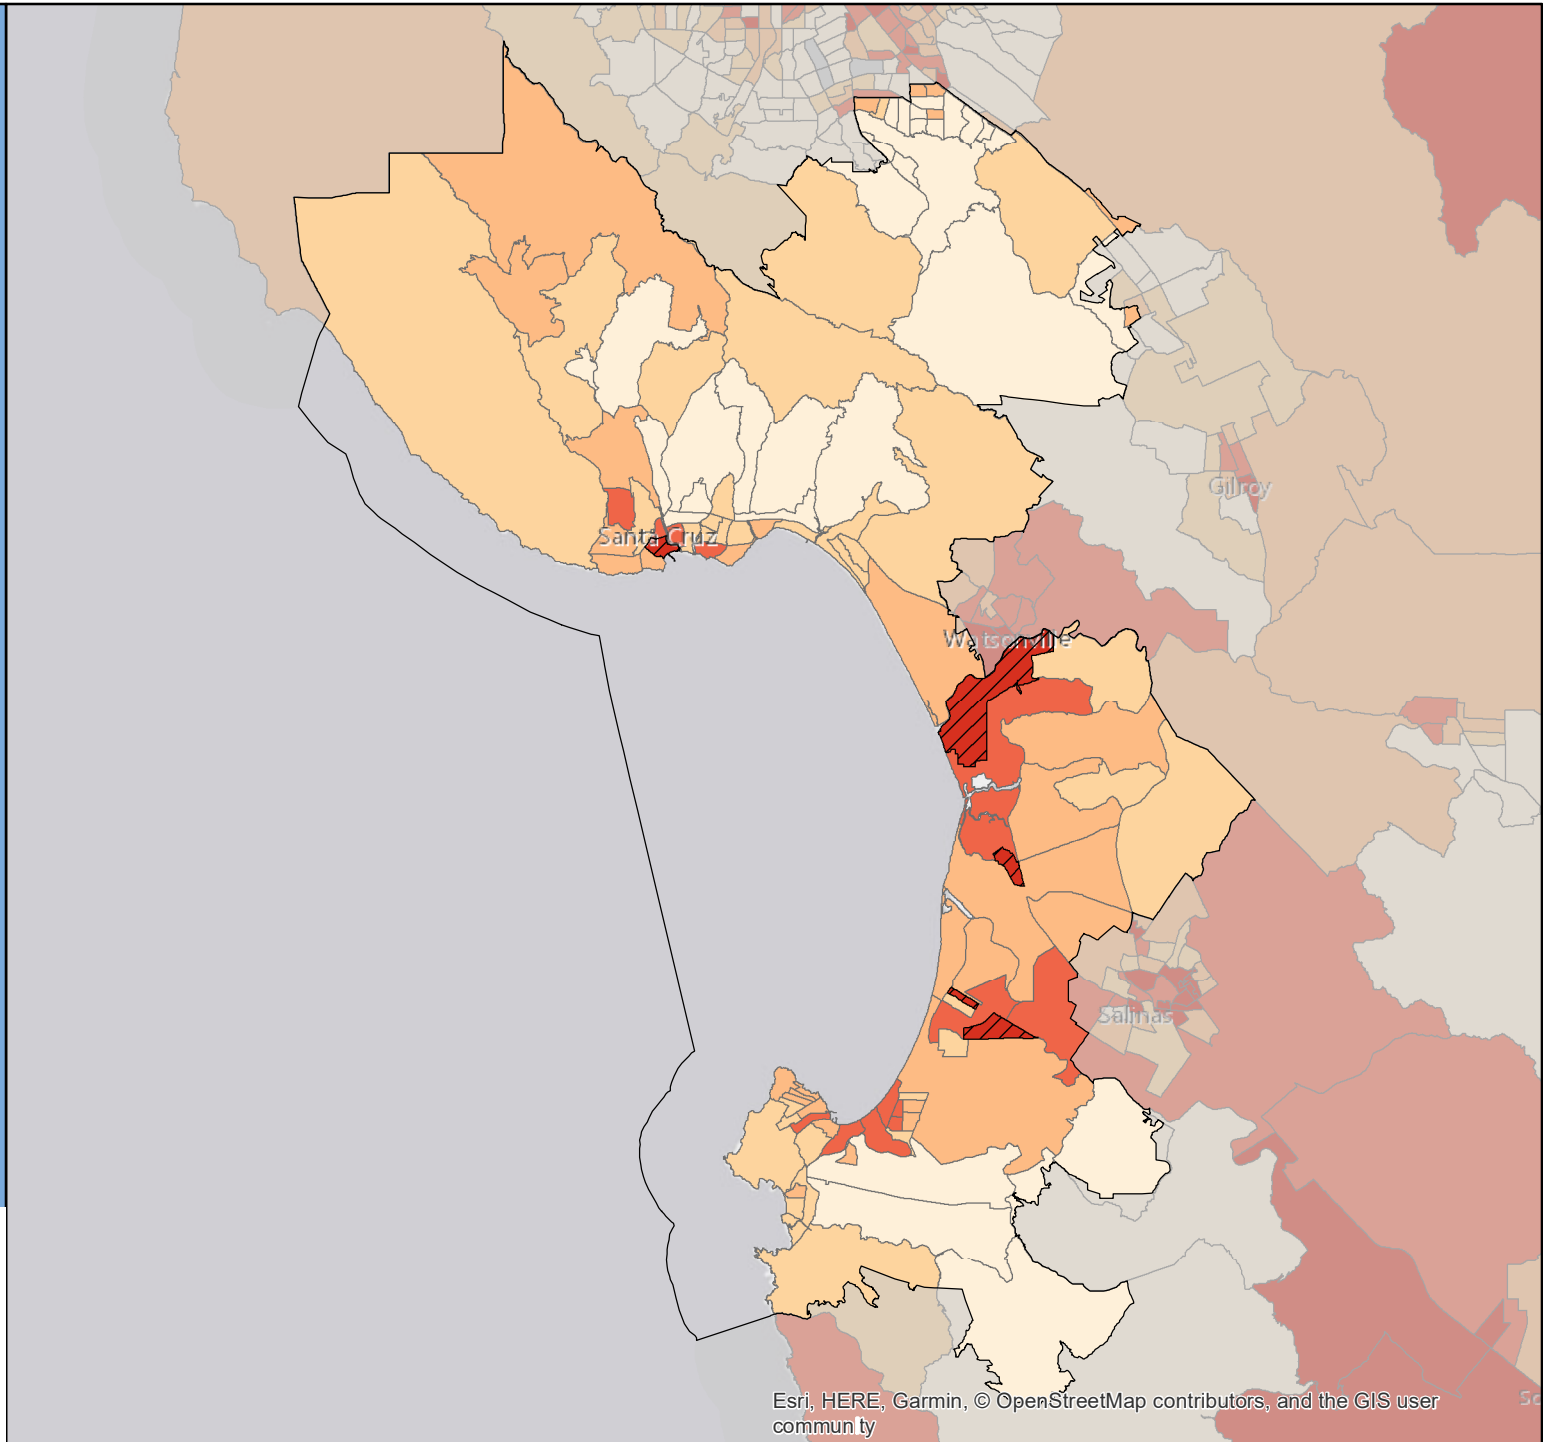 Gilroy
Santa Cruz
Watsonville
Salinas
Esri, HERE, Garmin, © OpenStreetMap contributors, and the GIS user
community